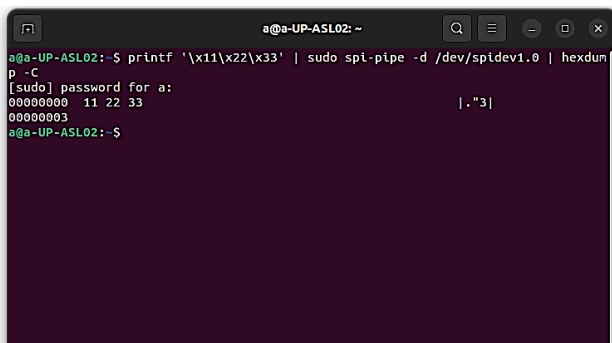 a@a-UP-ASL02: ~
a@a-UP-ASL02:~$ printf '\x11\x22\x33' | sudo spi-pipe -d /dev/spidev1.0 | hexdum
p -C
[sudo] password for a:
00000000  11 22 33                                          |."3|
00000003
a@a-UP-ASL02:~$